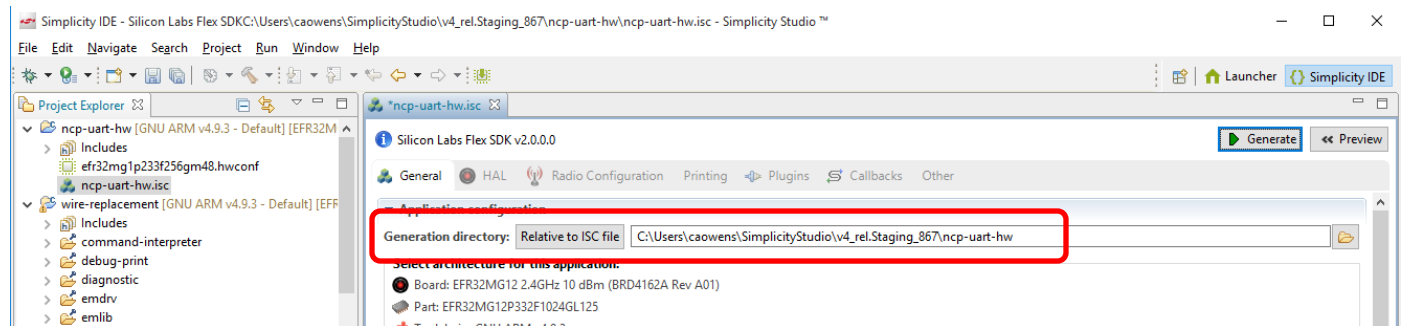 Simplicity IDE - Silicon Labs Flex SDKC:\Users\caowens\SimplicityStudio\v4_rel.Staging_867\ncp-uart-hw\ncp-uart-hw.isc - Simplicity Studio ™
File Edit Navigate Search Project Run Window Help
Launcher {} Simplicity IDE
Project Explorer
*ncp-uart-hw.isc
ncp-uart-hw [GNU ARM v4.9.3 - Default] [EFR32M
Includes
efr32mg1p233f256gm48.hwconf
ncp-uart-hw.isc
wire-replacement [GNU ARM v4.9.3 - Default] [EFR
Includes
command-interpreter
debug-print
diagnostic
emdrv
emlib
Silicon Labs Flex SDK v2.0.0.0
Generate
Preview
General HAL Radio Configuration Printing Plugins Callbacks Other
Application configuration
Generation directory: Relative to ISC file C:\Users\caowens\SimplicityStudio\v4_rel.Staging_867\ncp-uart-hw
Select architecture for this application:
Board: EFR32MG12 2.4GHz 10 dBm (BRD4162A Rev A01)
Part: EFR32MG12P332F1024GL125